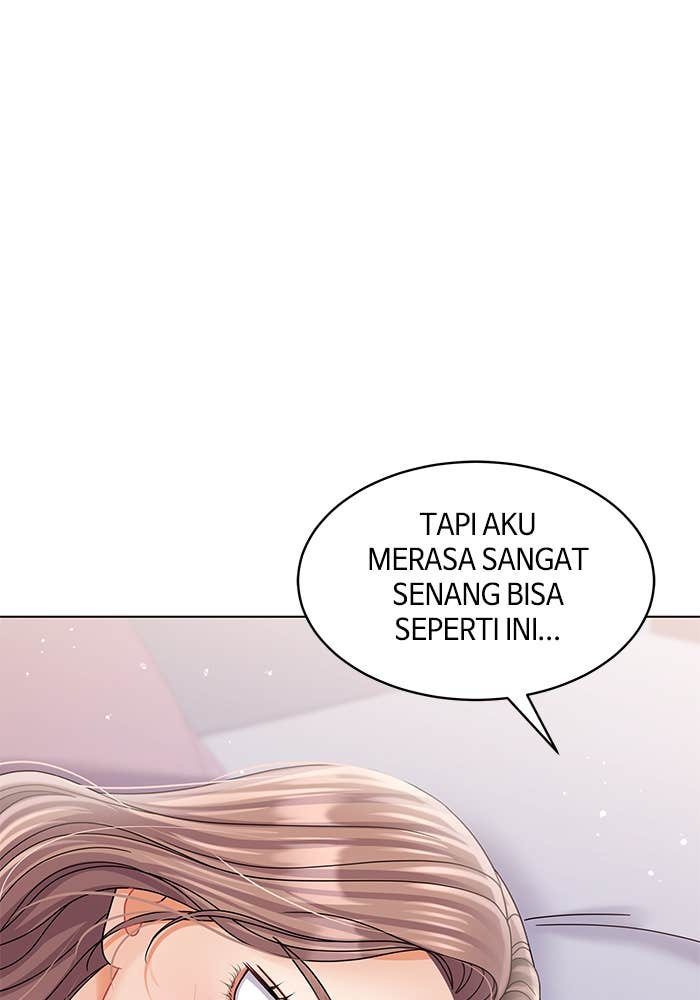 TAPI AKU
MERASA SANGAT
SENANG BISA
SEPERTI INI...